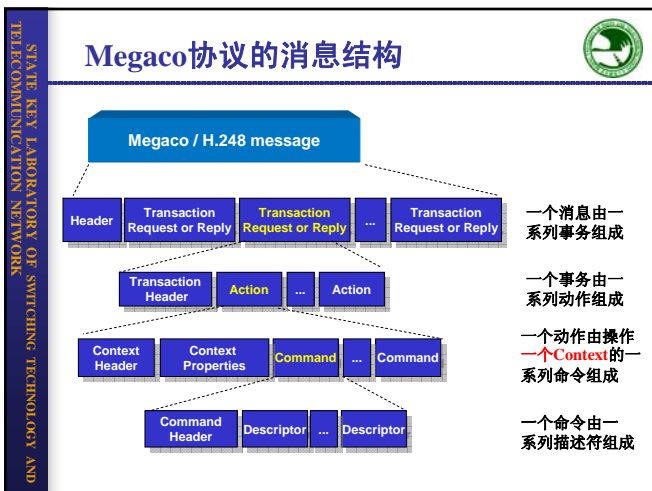 STATE KEY LABORATORY OF SWITCHING TECHNOLOGY AND
TELECOMMUNICATION NETWORK
Megaco协议的消息结构
Megaco / H.248 message
Header
Transaction
Request or Reply
Transaction
Request or Reply
...
Transaction
Request or Reply
一个消息由一
系列事务组成
Transaction
Header
Action
...
Action
一个事务由一
系列动作组成
Context
Header
Context
Properties
Command
...
Command
一个动作由操作
一个Context的一
系列命令组成
Command
Header
Descriptor
...
Descriptor
一个命令由一
系列描述符组成